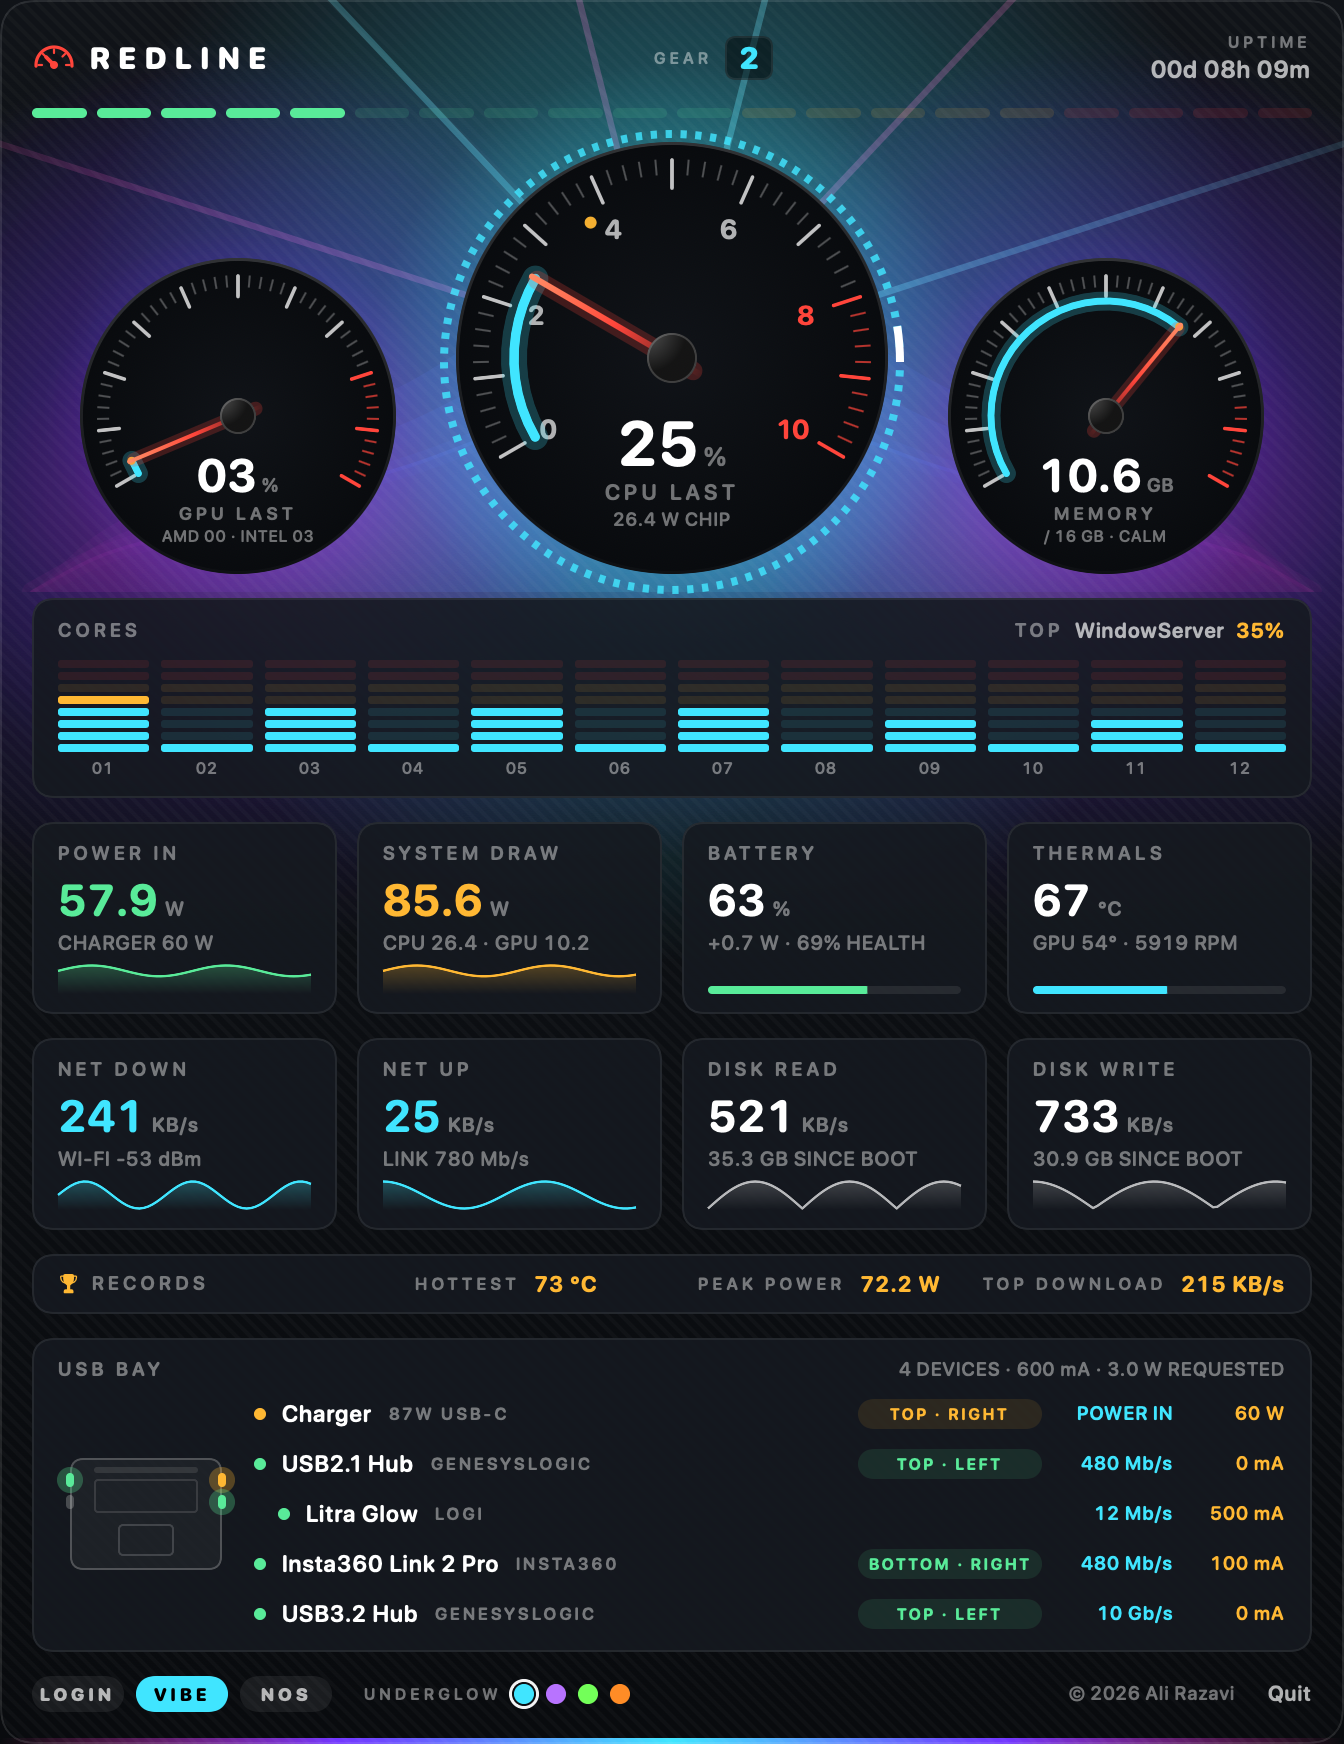 REDLINE
GEAR 2
UPTIME
00d 08h 09m
4 6
2 8
0 10
25 %
CPU LAST
26.4 W CHIP
03 %
GPU LAST
AMD 00 · INTEL 03
10.6 GB
MEMORY
/ 16 GB · CALM
CORES TOP WindowServer 35%
01 02 03 04 05 06 07 08 09 10 11 12
POWER IN
57.9 W
CHARGER 60 W
SYSTEM DRAW
85.6 W
CPU 26.4 · GPU 10.2
BATTERY
63 %
+0.7 W · 69% HEALTH
THERMALS
67 °C
GPU 54° · 5919 RPM
NET DOWN
241 KB/s
WI-FI -53 dBm
NET UP
25 KB/s
LINK 780 Mb/s
DISK READ
521 KB/s
35.3 GB SINCE BOOT
DISK WRITE
733 KB/s
30.9 GB SINCE BOOT
RECORDS HOTTEST 73 °C PEAK POWER 72.2 W TOP DOWNLOAD 215 KB/s
USB BAY 4 DEVICES · 600 mA · 3.0 W REQUESTED
Charger 87W USB-C TOP · RIGHT POWER IN 60 W
USB2.1 Hub GENESYSLOGIC TOP · LEFT 480 Mb/s 0 mA
Litra Glow LOGI 12 Mb/s 500 mA
Insta360 Link 2 Pro INSTA360 BOTTOM · RIGHT 480 Mb/s 100 mA
USB3.2 Hub GENESYSLOGIC TOP · LEFT 10 Gb/s 0 mA
LOGIN VIBE NOS UNDERGLOW © 2026 Ali Razavi Quit